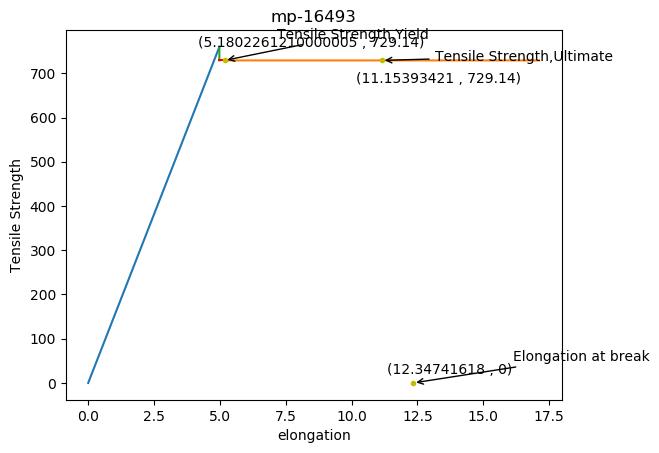 mp-16493
Tensile Strength,Yield
(5.1802261210000005 , 729.14)
Tensile Strength,Ultimate
(11.15393421 , 729.14)
Elongation at break
(12.34741618 , 0)
Tensile Strength
700
600
500
400
300
200
100
0
0.0 2.5 5.0 7.5 10.0 12.5 15.0 17.5
elongation